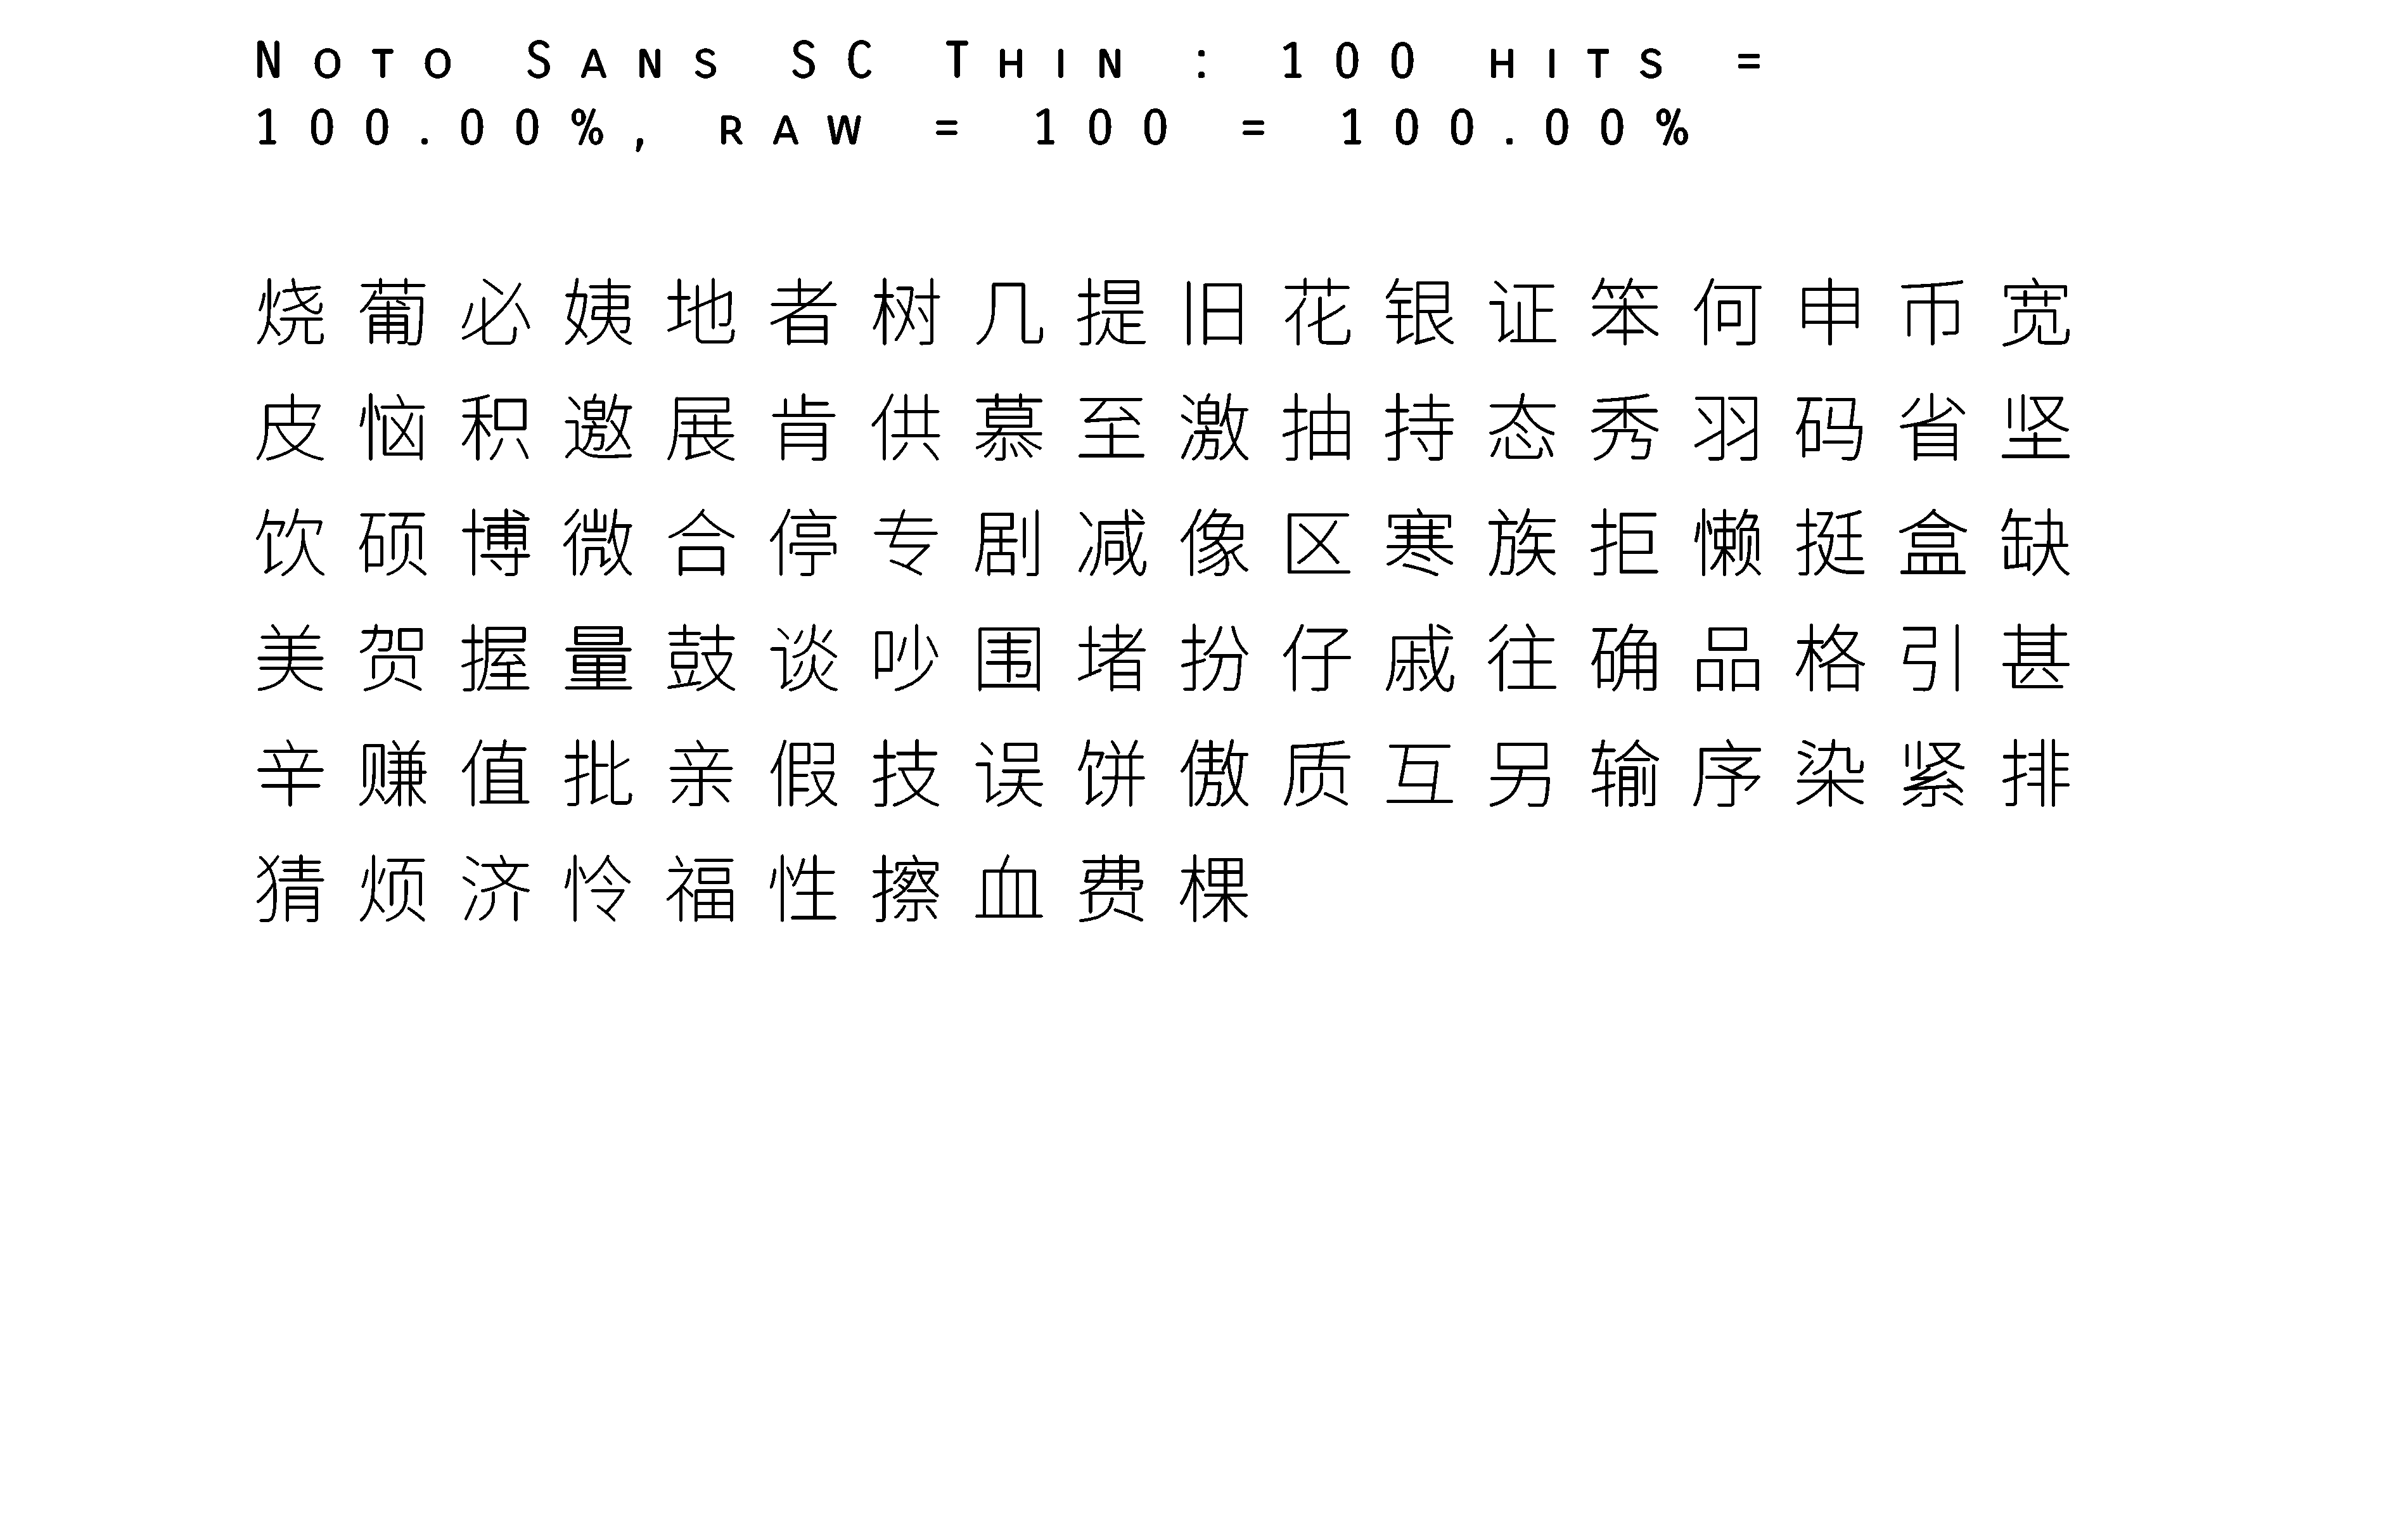 Noto Sans SC Thin : 100 hits =
100.00%, raw = 100 = 100.00%
烧葡必姨地者树几提旧花银证笨何申币宽
皮恼积邀展肯供慕至激抽持态秀羽码省坚
饮硕博微合停专剧减像区寒族拒懒挺盒缺
美贺握量鼓谈吵围堵扮仔戚往确品格引甚
辛赚值批亲假技误饼傲质互另输序染紧排
猜烦济怜福性擦血费棵